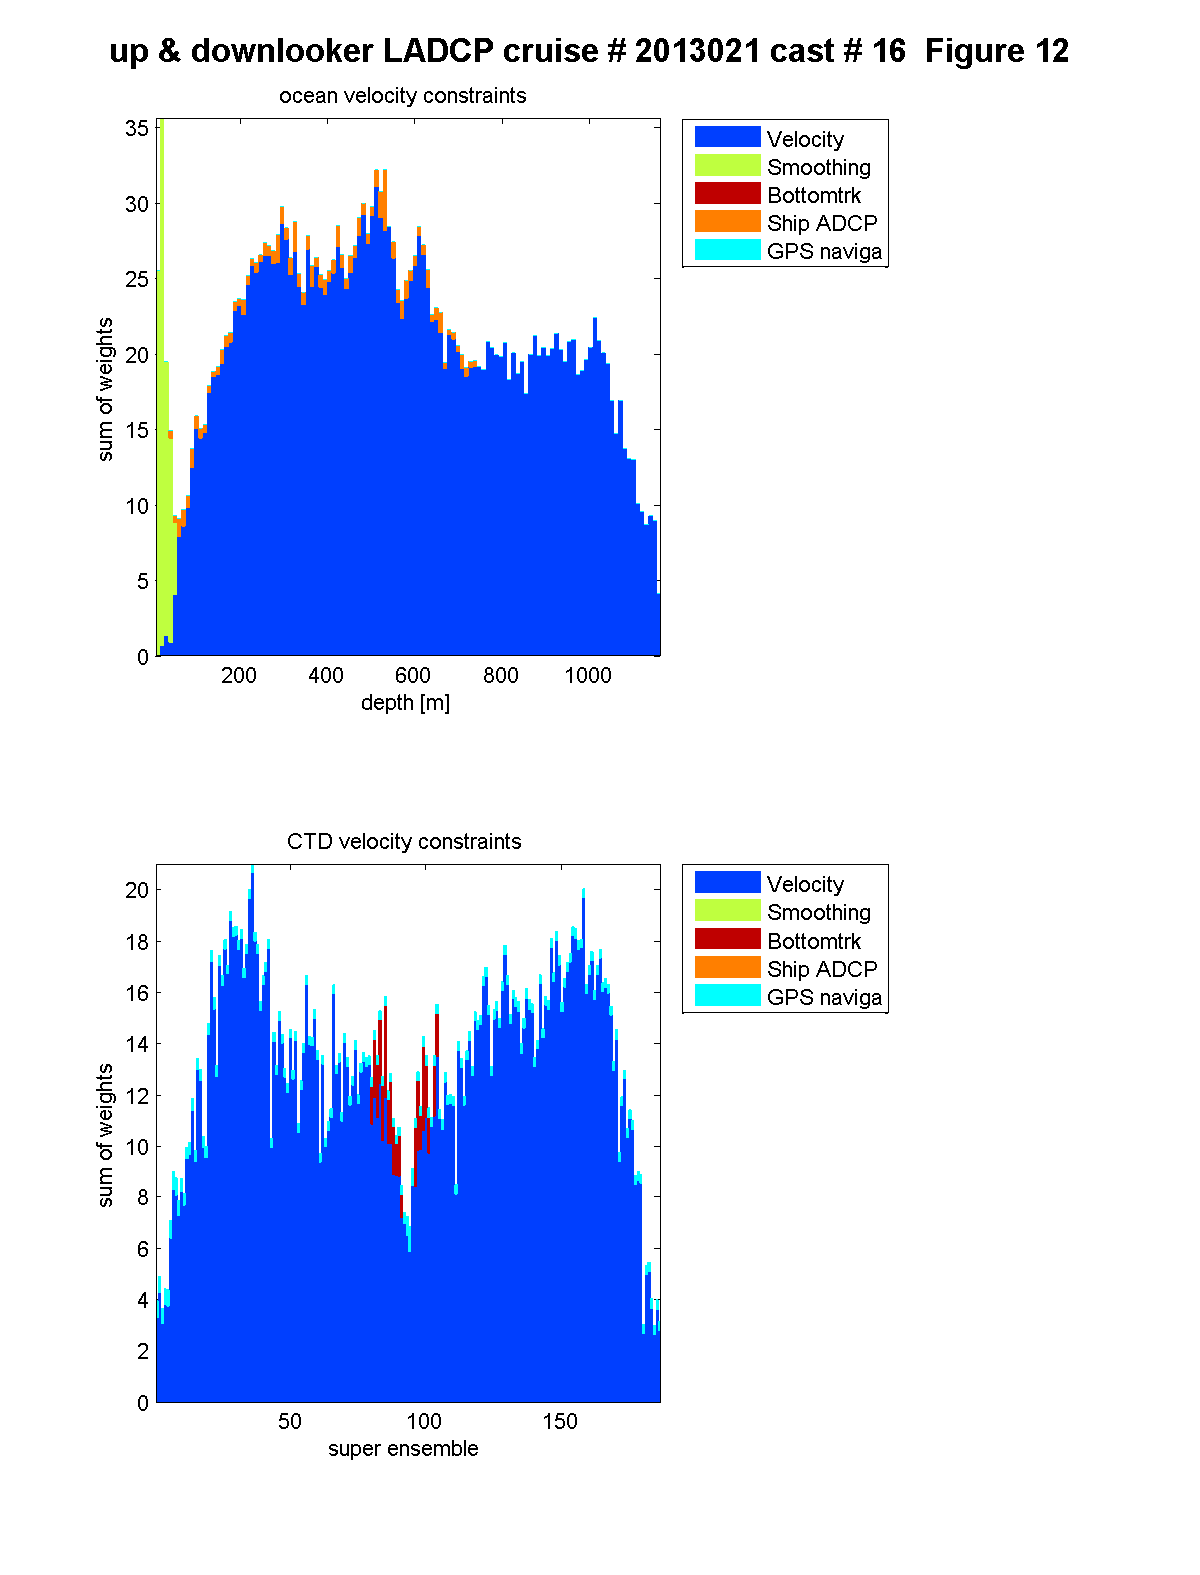 up & downlooker LADCP cruise # 2013021 cast # 16  Figure 12
ocean velocity constraints
35
30
25
20
15
10
5
0
sum of weights
200 400 600 800 1000
depth [m]
Velocity
Smoothing
Bottomtrk
Ship ADCP
GPS naviga
CTD velocity constraints
20
18
16
14
12
10
8
6
4
2
0
sum of weights
50 100 150
super ensemble
Velocity
Smoothing
Bottomtrk
Ship ADCP
GPS naviga